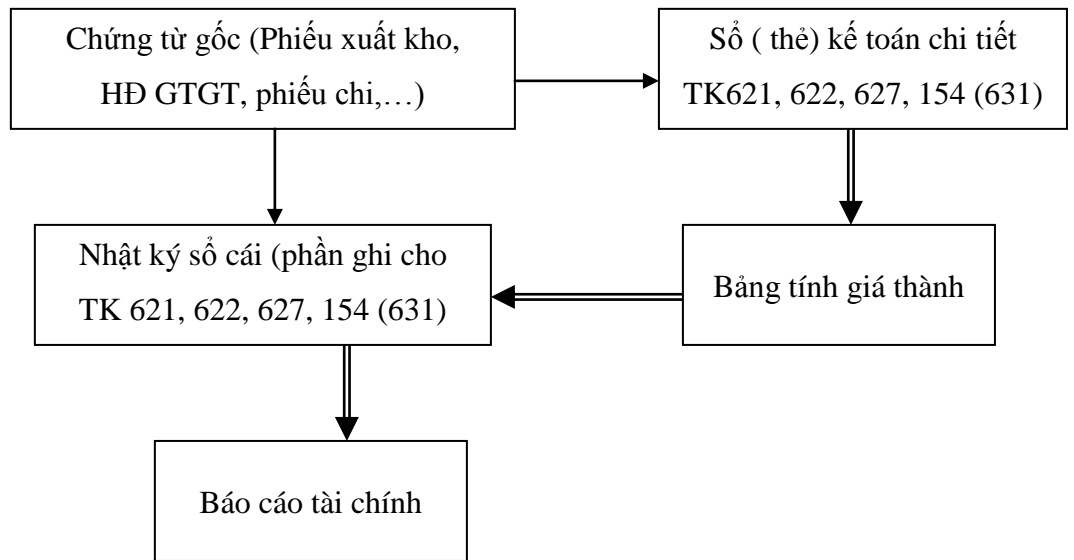 Chứng từ gốc (Phiếu xuất kho,
HĐ GTGT, phiếu chi,…)
Sổ ( thẻ) kế toán chi tiết
TK621, 622, 627, 154 (631)
Nhật ký sổ cái (phần ghi cho
TK 621, 622, 627, 154 (631)
Bảng tính giá thành
Báo cáo tài chính